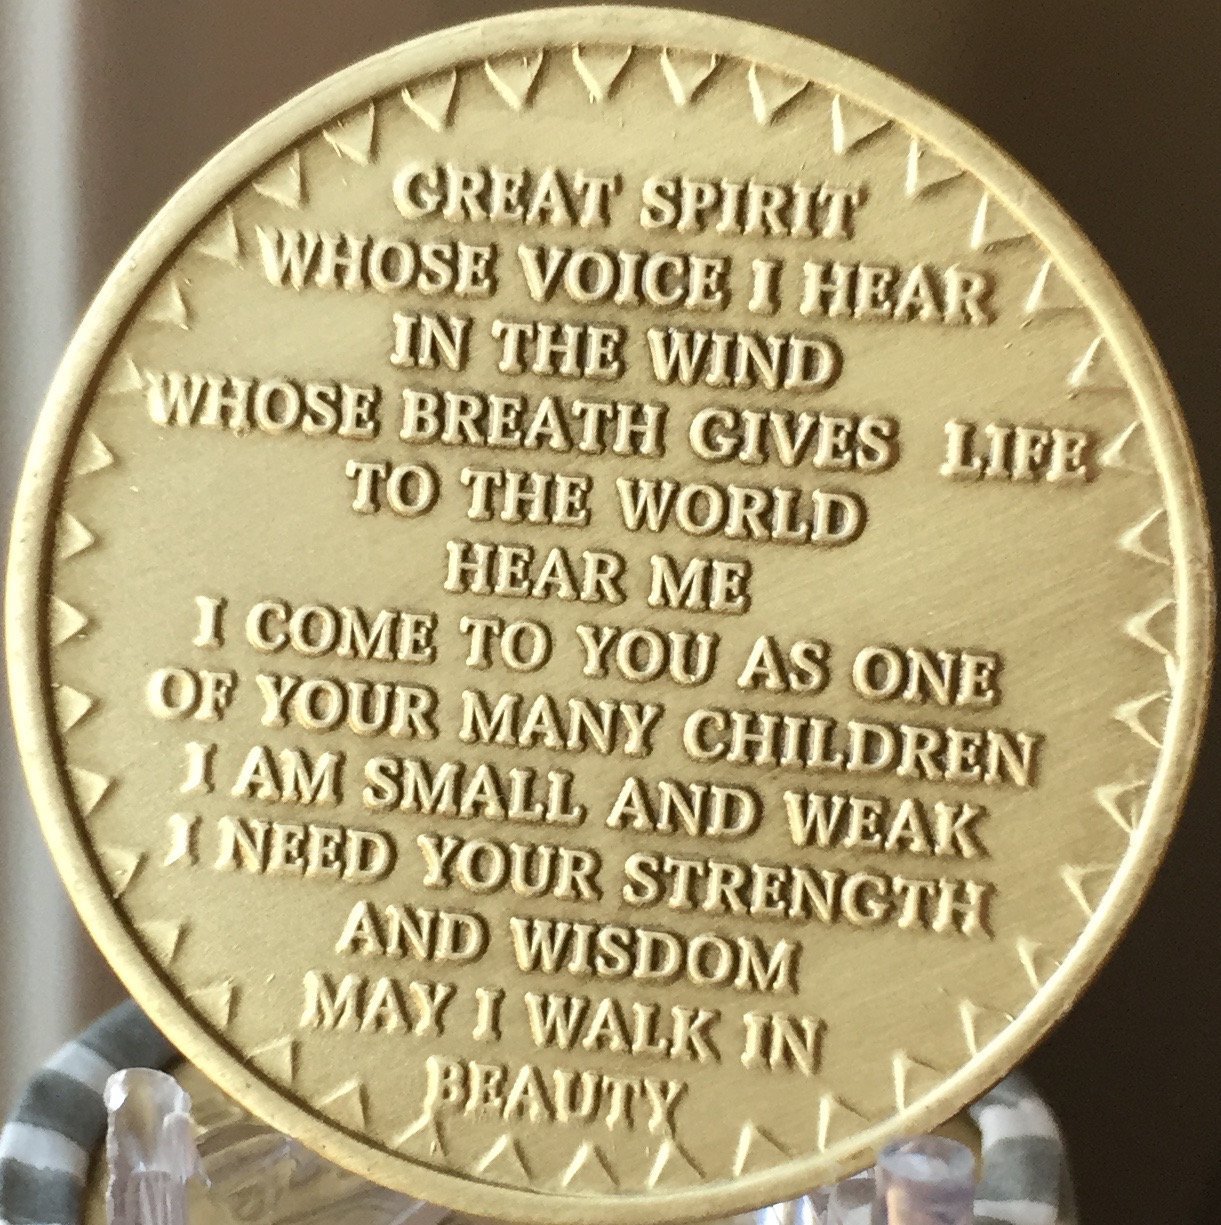 GREAT SPIRIT
WHOSE VOICE I HEAR
IN THE WIND
WHOSE BREATH GIVES LIFE
TO THE WORLD
HEAR ME
I COME TO YOU AS ONE
OF YOUR MANY CHILDREN
I AM SMALL AND WEAK
I NEED YOUR STRENGTH
AND WISDOM
MAY I WALK IN
BEAUTY